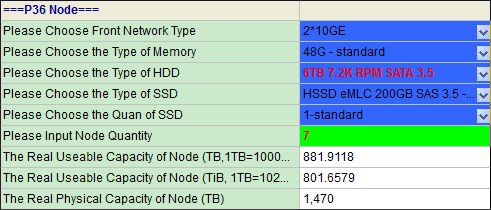 ===P36 Node===
Please Choose Front Network Type 2*10GE
Please Choose the Type of Memory 48G - standard
Please Choose the Type of HDD 6TB 7.2K RPM SATA 3.5
Please Choose the Type of SSD HSSD eMLC 200GB SAS 3.5 -...
Please Choose the Quan of SSD 1-standard
Please Input Node Quantity 7
The Real Useable Capacity of Node (TB,1TB=1000... 881.9118
The Real Useable Capacity of Node (TiB, 1TB=102... 801.6579
The Real Physical Capacity of Node (TB) 1,470